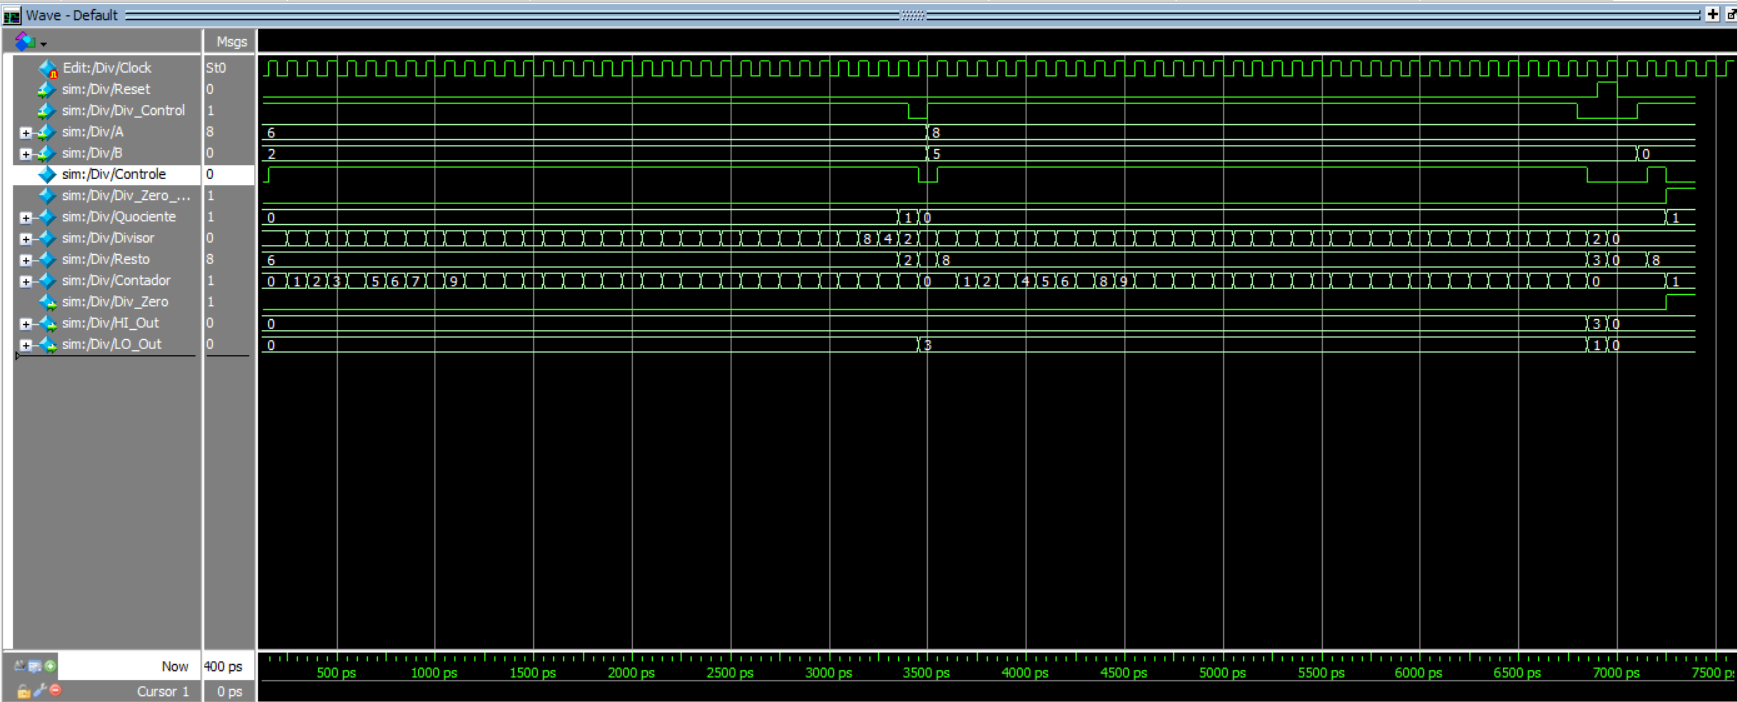 Wave - Default
Msgs
Edit:/Div/Clock St0
sim:/Div/Reset 0
sim:/Div/Div_Control 1
sim:/Div/A 8 6 8
sim:/Div/B 0 2 5 0
sim:/Div/Controle 0
sim:/Div/Div_Zero_... 1
sim:/Div/Quociente 1 0 1 0 1
sim:/Div/Divisor 0 8 4 2 2 0
sim:/Div/Resto 8 6 2 8 3 0 8
sim:/Div/Contador 1 0 1 2 3 5 6 7 9 0 1 2 4 5 6 8 9 0 1
sim:/Div/Div_Zero 1
sim:/Div/HI_Out 0 0 3 0
sim:/Div/LO_Out 0 0 3 1 0
Now 400 ps
500 ps 1000 ps 1500 ps 2000 ps 2500 ps 3000 ps 3500 ps 4000 ps 4500 ps 5000 ps 5500 ps 6000 ps 6500 ps 7000 ps 7500 ps
Cursor 1 0 ps